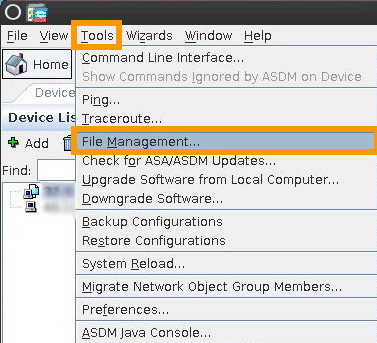 File View Tools Wizards Window Help
Home
Device
Device Lis
Add
Find:
Command Line Interface...
Show Commands Ignored by ASDM on Device
Ping...
Traceroute...
File Management...
Check for ASA/ASDM Updates...
Upgrade Software from Local Computer...
Downgrade Software...
Backup Configurations
Restore Configurations
System Reload...
Migrate Network Object Group Members...
Preferences...
ASDM Java Console...